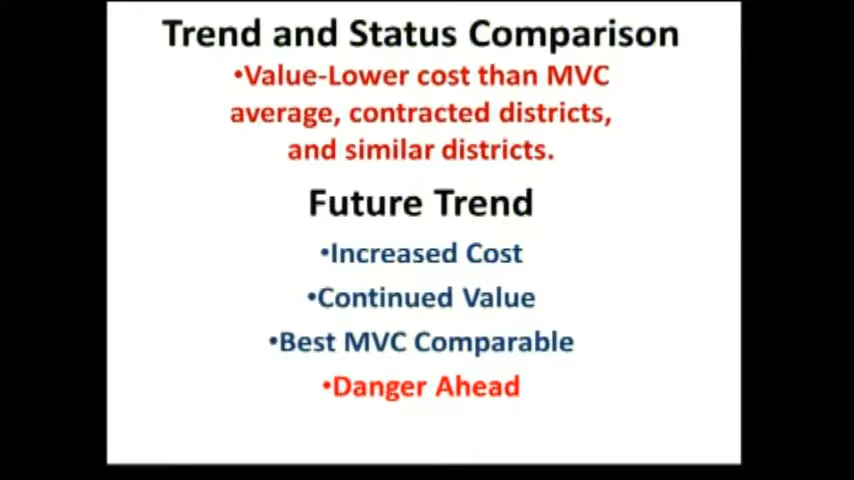 Trend and Status Comparison
•Value-Lower cost than MVC
average, contracted districts,
and similar districts.
Future Trend
•Increased Cost
•Continued Value
•Best MVC Comparable
•Danger Ahead